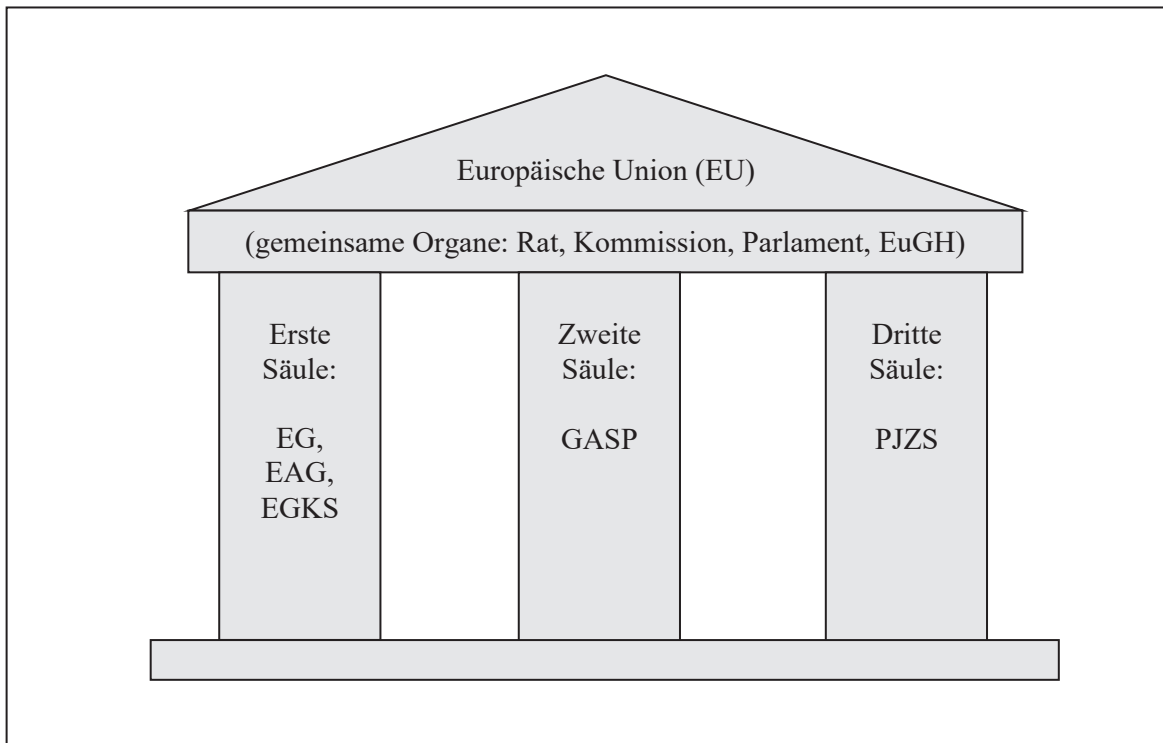 Europäische Union (EU)
(gemeinsame Organe: Rat, Kommission, Parlament, EuGH)
Erste
Säule:
EG,
EAG,
EGKS
Zweite
Säule:
GASP
Dritte
Säule:
PJZS